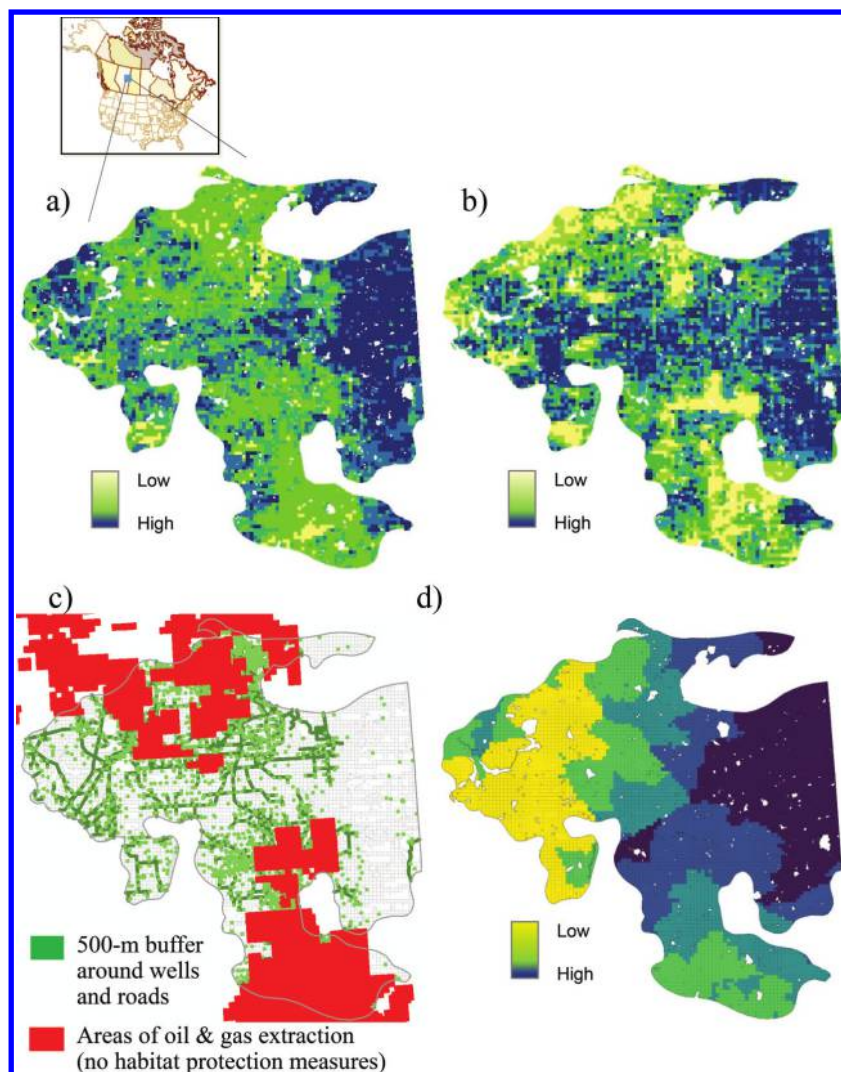 a)
b)
Low
High
Low
High
c)
d)
500-m buffer
around wells
and roads
Areas of oil & gas extraction
(no habitat protection measures)
Low
High